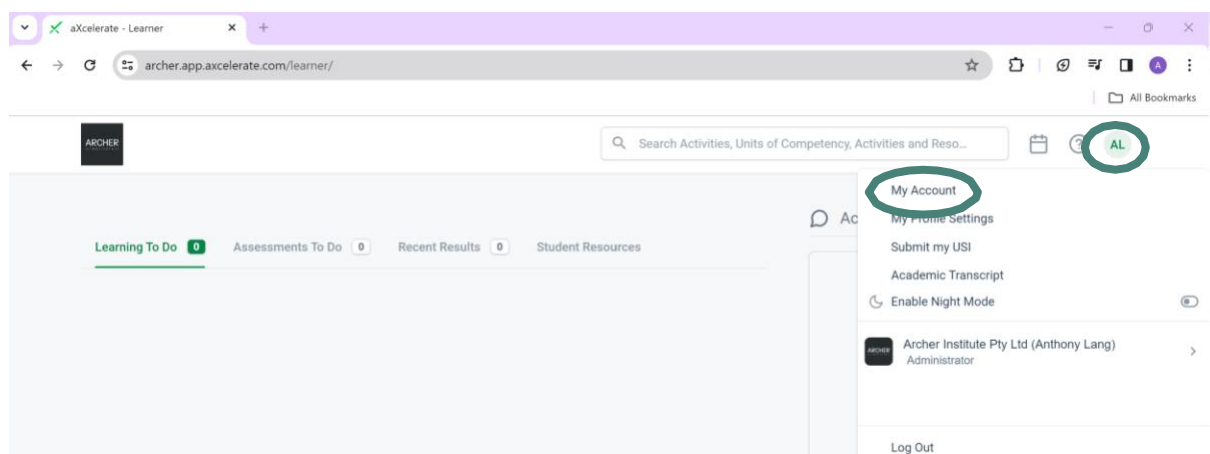 aXcelerate - Learner
archer.app.axcelerate.com/learner/
A
All Bookmarks
ARCHER
Search Activities, Units of Competency, Activities and Reso...
AL
My Account
Ac
My Profile Settings
Learning To Do 0 Assessments To Do 0 Recent Results 0 Student Resources
Submit my USI
Academic Transcript
Enable Night Mode
ARCHER
Archer Institute Pty Ltd (Anthony Lang)
Administrator
Log Out